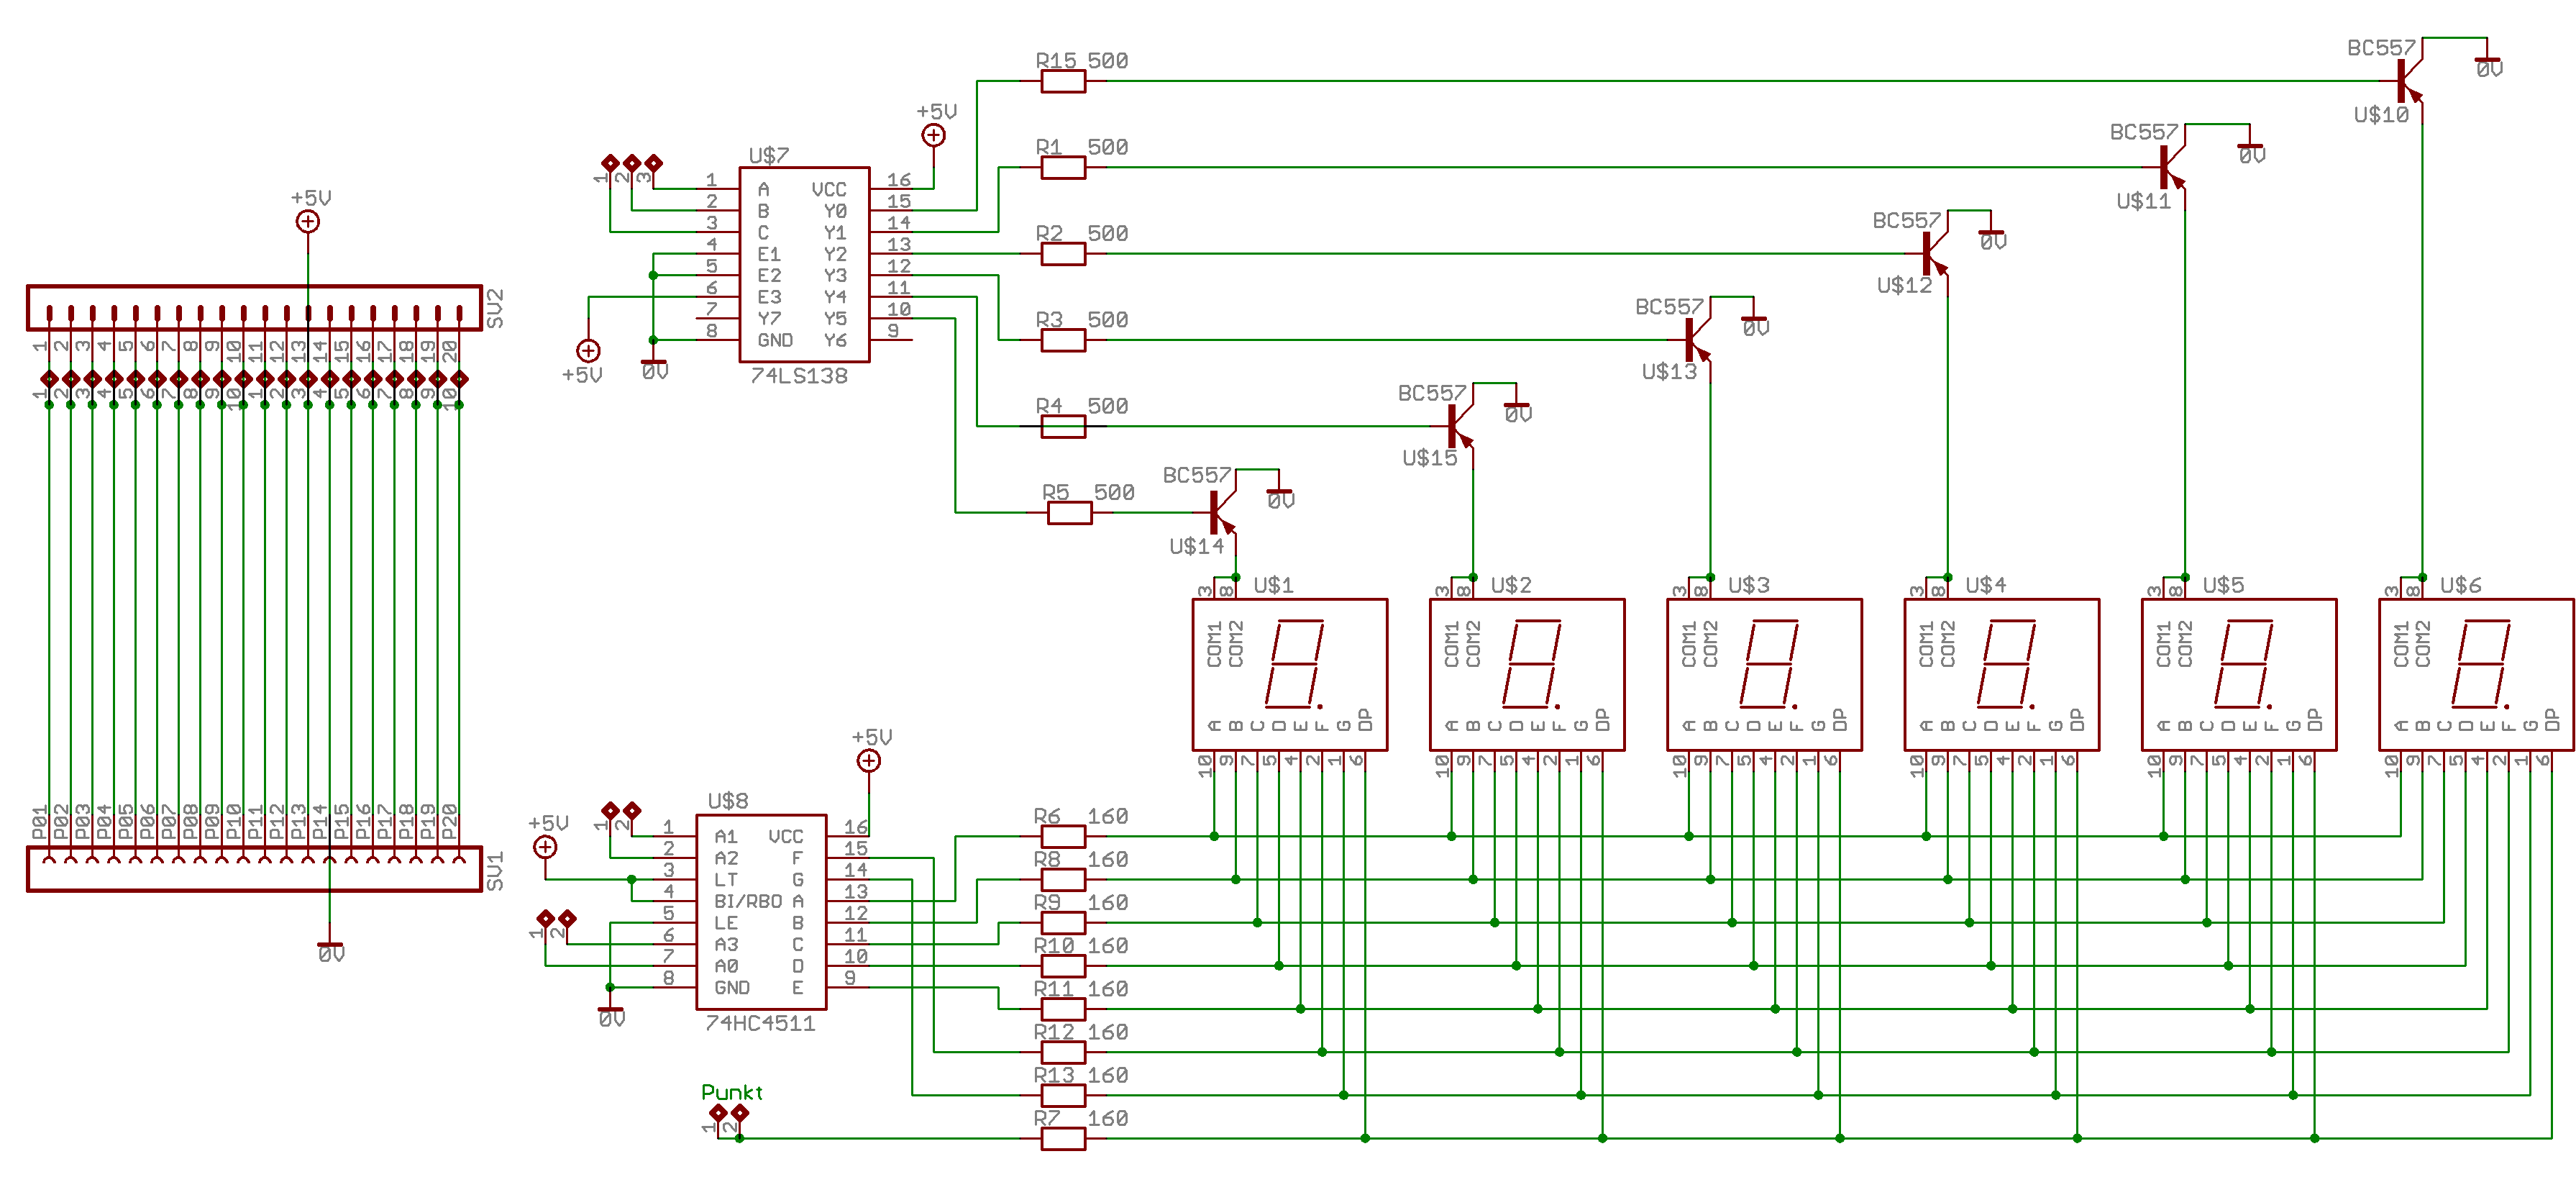 +5V
SV2
1 2 3 4 5 6 7 8 9 10 11 12 13 14 15 16 17 18 19 20
1 2 3 4 5 6 7 8 9 10 1 2 3 4 5 6 7 8 9 10
P01 P02 P03 P04 P05 P06 P07 P08 P09 P10 P11 P12 P13 P14 P15 P16 P17 P18 P19 P20
SV1
0V
U$7
+5V
1 2 3
1 A VCC 16
2 B Y0 15
3 C Y1 14
4 E1 Y2 13
5 E2 Y3 12
6 E3 Y4 11
7 Y7 Y5 10
8 GND Y6 9
74LS138
+5V
0V
R15 500
R1 500
R2 500
R3 500
R4 500
R5 500
BC557
0V
U$10
BC557
0V
U$11
BC557
0V
U$12
BC557
0V
U$13
BC557
0V
U$15
BC557
0V
U$14
3 8 U$1
COM1 COM2
A B C D E F G DP
10 9 7 5 4 2 1 6
3 8 U$2
COM1 COM2
A B C D E F G DP
10 9 7 5 4 2 1 6
3 8 U$3
COM1 COM2
A B C D E F G DP
10 9 7 5 4 2 1 6
3 8 U$4
COM1 COM2
A B C D E F G DP
10 9 7 5 4 2 1 6
3 8 U$5
COM1 COM2
A B C D E F G DP
10 9 7 5 4 2 1 6
3 8 U$6
COM1 COM2
A B C D E F G DP
10 9 7 5 4 2 1 6
+5V
U$8
+5V
1 2
1 A1 VCC 16
2 A2 F 15
3 LT G 14
4 BI/RBO A 13
5 LE B 12
6 A3 C 11
7 A0 D 10
8 GND E 9
1 2
0V
74HC4511
R6 160
R8 160
R9 160
R10 160
R11 160
R12 160
R13 160
R7 160
Punkt
1 2